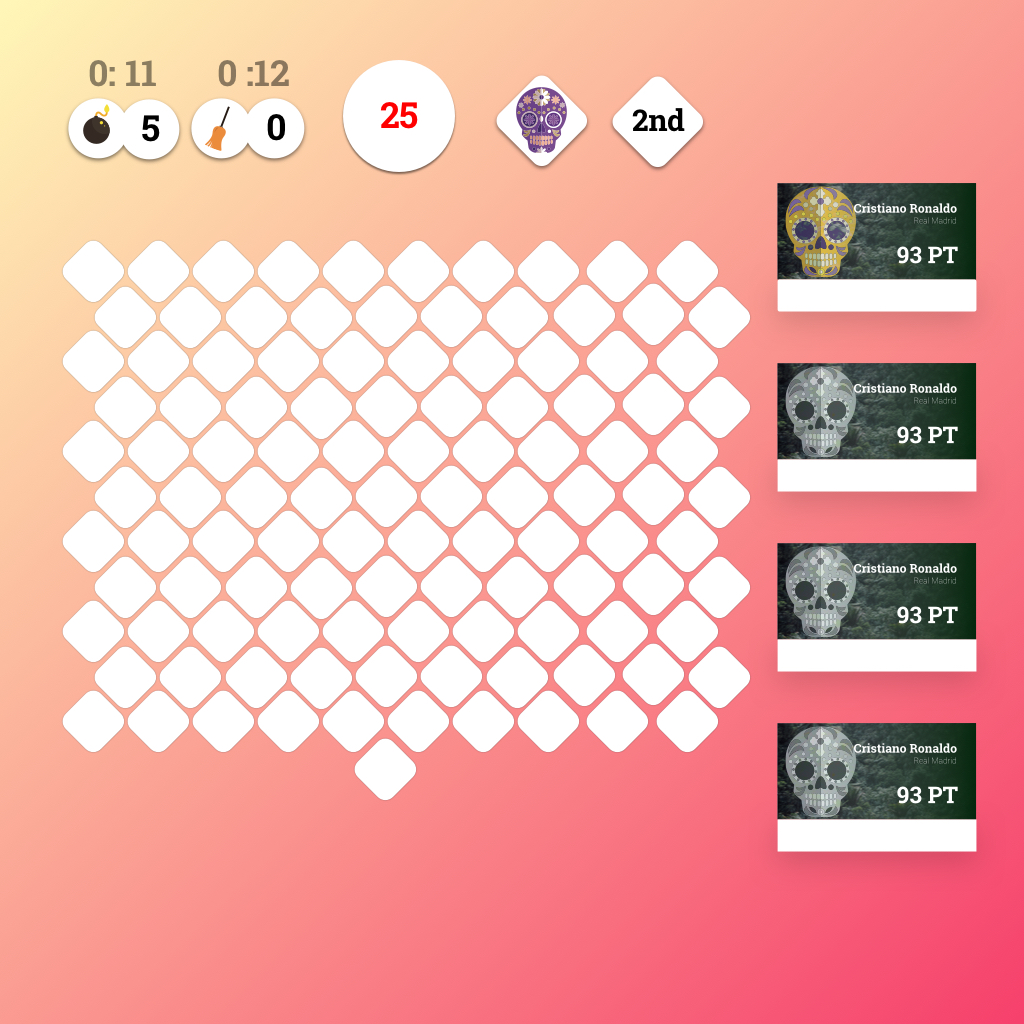 0: 11
0 :12
5
0
25
2nd
Cristiano Ronaldo
Real Madrid
93 PT
Cristiano Ronaldo
Real Madrid
93 PT
Cristiano Ronaldo
Real Madrid
93 PT
Cristiano Ronaldo
Real Madrid
93 PT